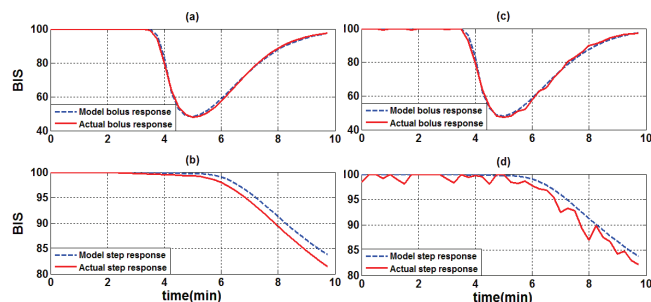 (a)
BIS
100
80
60
40
Model bolus response
Actual bolus response
0 2 4 6 8 10
(c)
100
80
60
40
Model bolus response
Actual bolus response
0 2 4 6 8 10
(b)
BIS
100
95
90
85
80
Model step response
Actual step response
0 2 4 6 8 10
time(min)
(d)
100
95
90
85
80
Model step response
Actual step response
0 2 4 6 8 10
time(min)